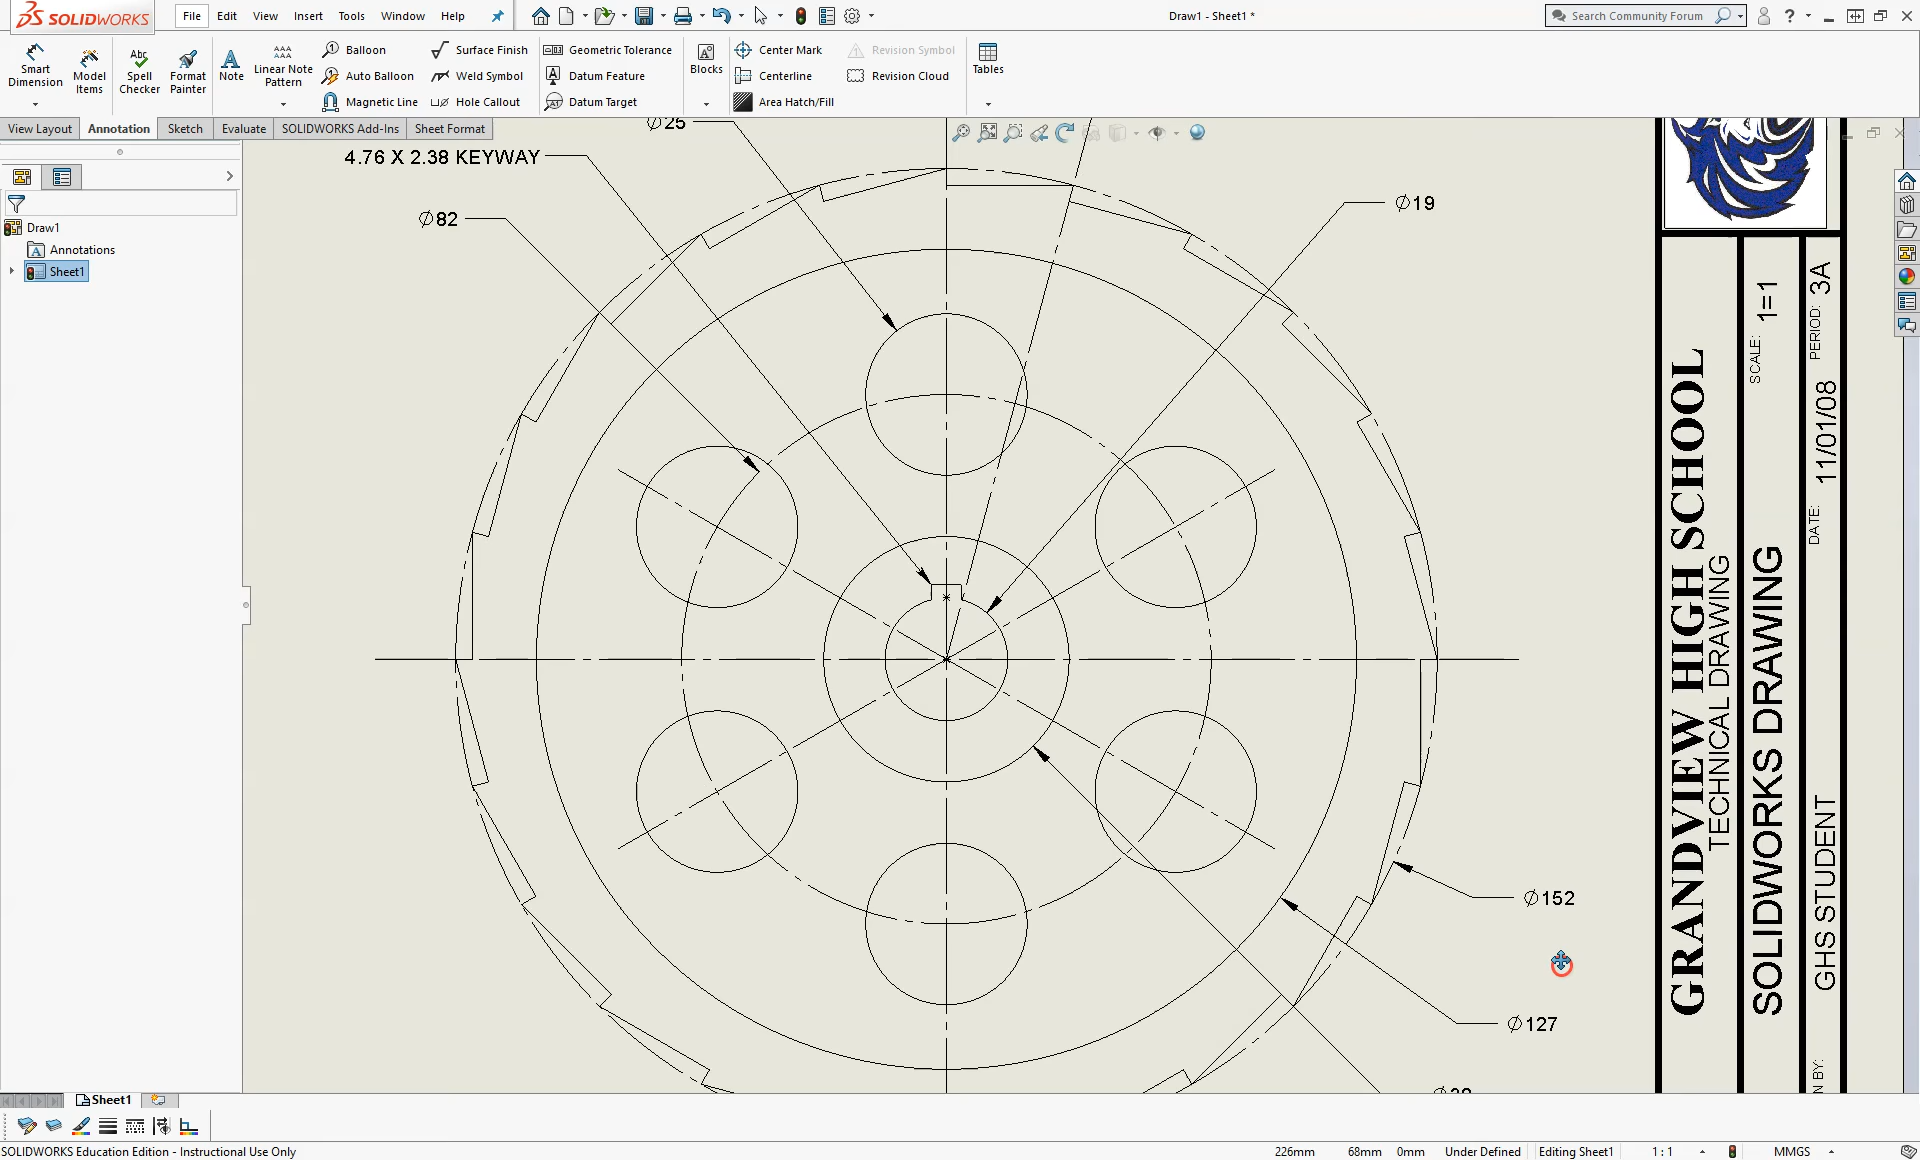 SOLIDWORKS
File Edit View Insert Tools Window Help
Draw1 - Sheet1 *
Search Community Forum
?
Smart Dimension
Model Items
Abc
Spell Checker
Format Painter
A
Note
AAA
AAA
Linear Note Pattern
Balloon
Auto Balloon
Magnetic Line
Surface Finish
Weld Symbol
Hole Callout
Geometric Tolerance
Datum Feature
Datum Target
Blocks
Center Mark
Centerline
Area Hatch/Fill
Revision Symbol
Revision Cloud
Tables
View Layout Annotation Sketch Evaluate SOLIDWORKS Add-Ins Sheet Format
Draw1
Annotations
Sheet1
∅25
4.76 X 2.38 KEYWAY
∅82
∅19
∅152
∅127
GRANDVIEW HIGH SCHOOL
TECHNICAL DRAWING
SOLIDWORKS DRAWING
SCALE: 1=1
GHS STUDENT
DATE: 11/01/08
PERIOD: 3A
N BY:
Sheet1
SOLIDWORKS Education Edition - Instructional Use Only
226mm 68mm 0mm Under Defined Editing Sheet1 1 : 1 MMGS